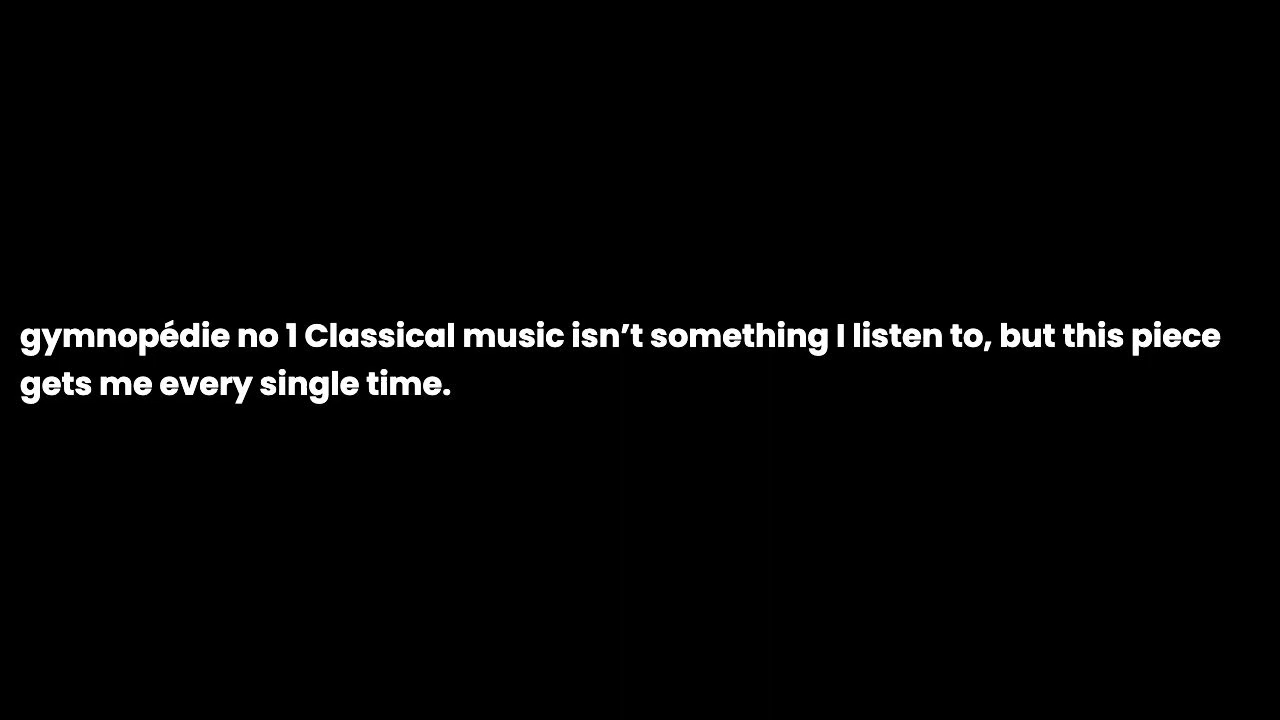 gymnopédie no 1 Classical music isn’t something I listen to, but this piece
gets me every single time.